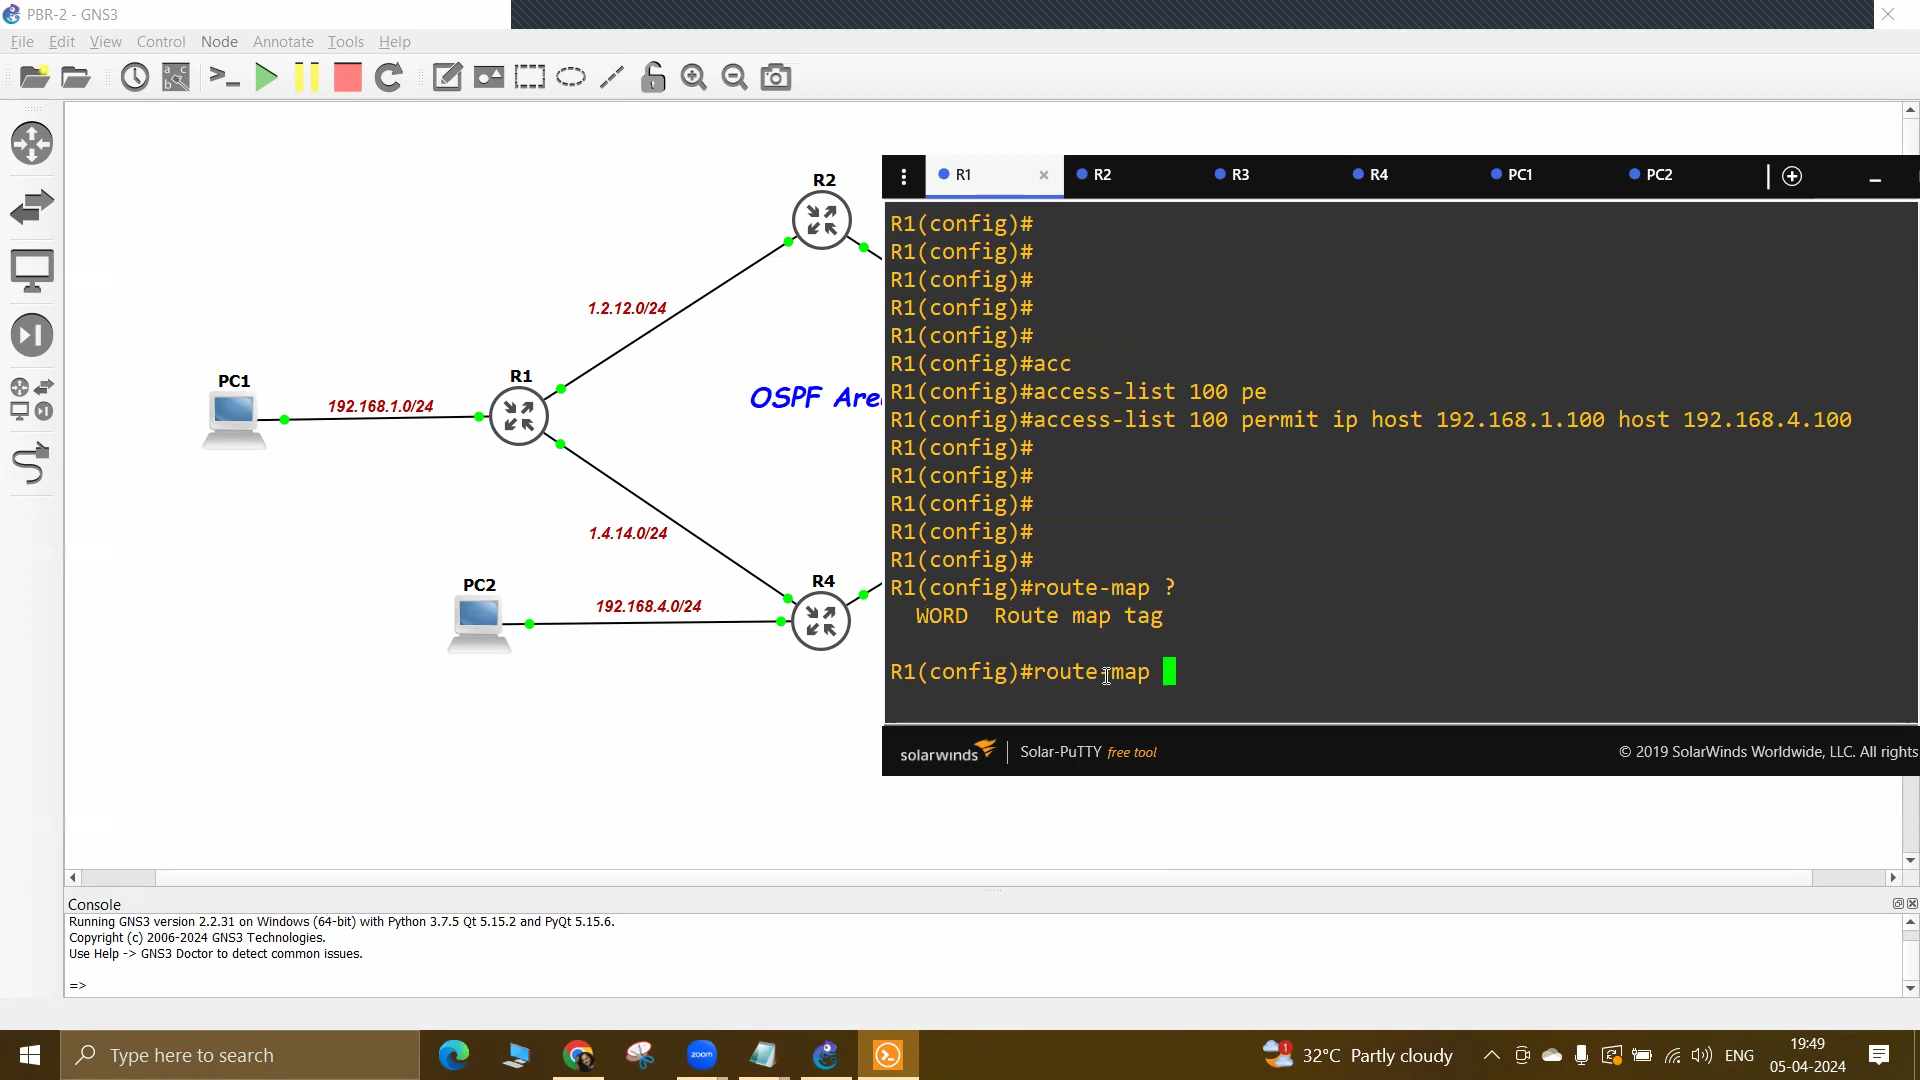 PBR-2 - GNS3
File Edit View Control Node Annotate Tools Help
R2
1.2.12.0/24
PC1
192.168.1.0/24
R1
OSPF Are
1.4.14.0/24
PC2
192.168.4.0/24
R4
R1 R2 R3 R4 PC1 PC2
R1(config)#
R1(config)#
R1(config)#
R1(config)#
R1(config)#
R1(config)#acc
R1(config)#access-list 100 pe
R1(config)#access-list 100 permit ip host 192.168.1.100 host 192.168.4.100
R1(config)#
R1(config)#
R1(config)#
R1(config)#
R1(config)#
R1(config)#route-map ?
WORD Route map tag
R1(config)#route-map
solarwinds Solar-PuTTY free tool © 2019 SolarWinds Worldwide, LLC. All rights
Console
Running GNS3 version 2.2.31 on Windows (64-bit) with Python 3.7.5 Qt 5.15.2 and PyQt 5.15.6.
Copyright (c) 2006-2024 GNS3 Technologies.
Use Help -> GNS3 Doctor to detect common issues.
=>
Type here to search
zoom
1
32°C Partly cloudy
ENG
19:49
05-04-2024